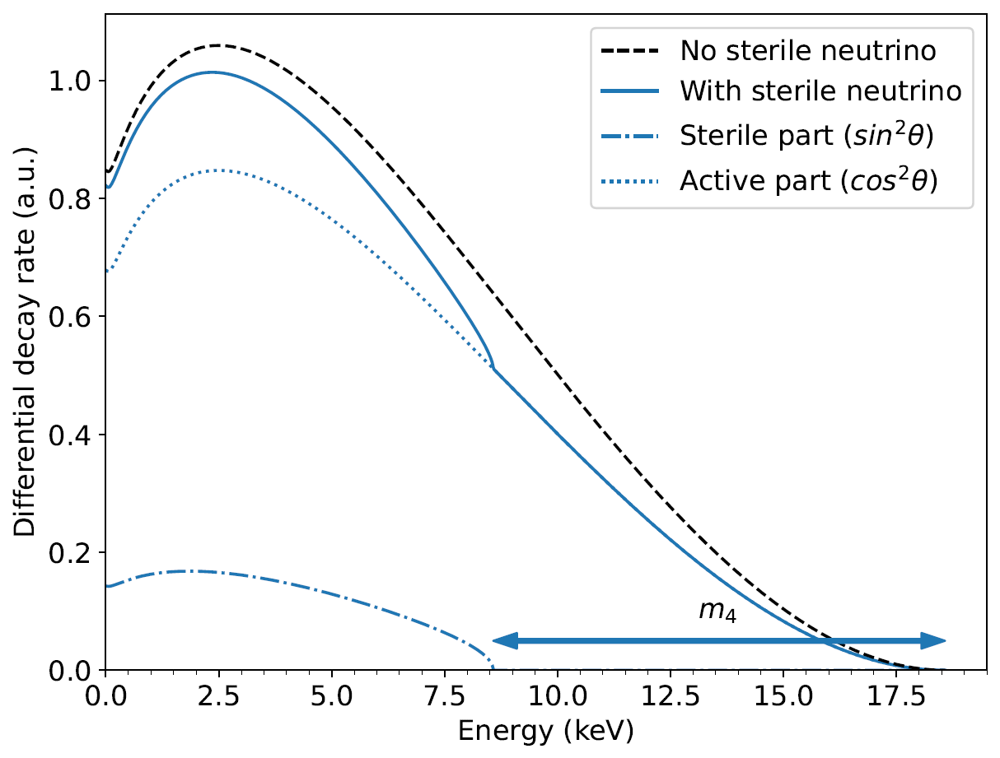 No sterile neutrino
With sterile neutrino
Sterile part (sin²θ)
Active part (cos²θ)
Differential decay rate (a.u.)
1.0
0.8
0.6
0.4
0.2
0.0
m₄
0.0 2.5 5.0 7.5 10.0 12.5 15.0 17.5
Energy (keV)